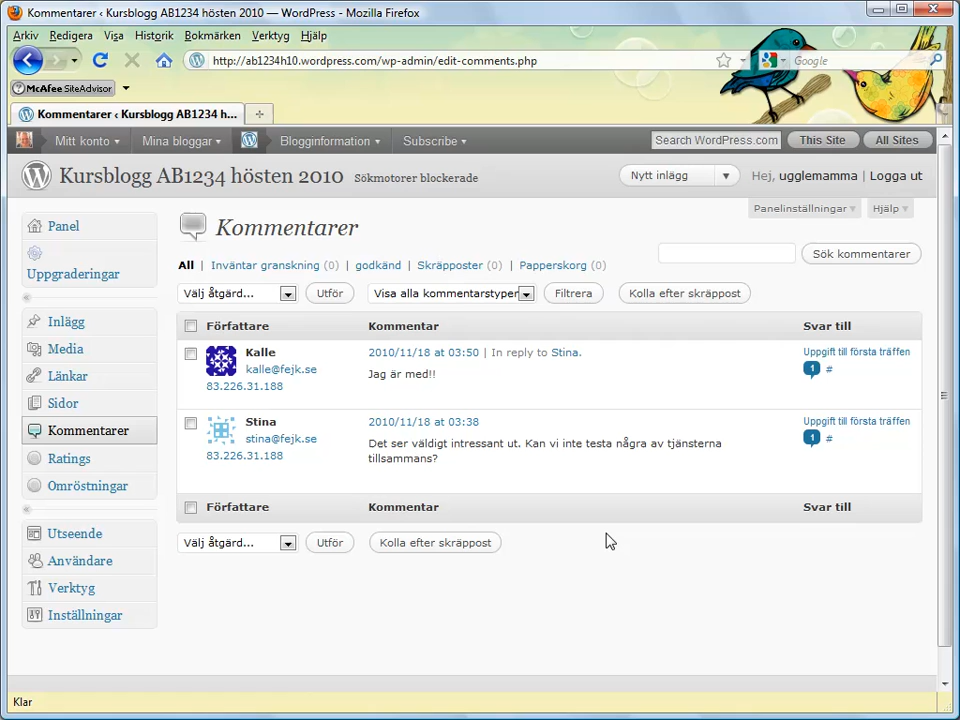 Kommentarer ‹ Kursblogg AB1234 hösten 2010 — WordPress - Mozilla Firefox
Arkiv Redigera Visa Historik Bokmärken Verktyg Hjälp
http://ab1234h10.wordpress.com/wp-admin/edit-comments.php
Google
McAfee SiteAdvisor
Kommentarer ‹ Kursblogg AB1234 h...
Mitt konto Mina bloggar Blogginformation Subscribe Search WordPress.com This Site All Sites
Kursblogg AB1234 hösten 2010 Sökmotorer blockerade Nytt inlägg Hej, ugglemamma | Logga ut
Panelinställningar Hjälp
Panel
Uppgraderingar
Inlägg
Media
Länkar
Sidor
Kommentarer
Ratings
Omröstningar
Utseende
Användare
Verktyg
Inställningar
Kommentarer
All | Inväntar granskning (0) | godkänd | Skräpposter (0) | Papperskorg (0)
Sök kommentarer
Välj åtgärd... Utför Visa alla kommentarstyper Filtrera Kolla efter skräppost
Författare Kommentar Svar till
Kalle
kalle@fejk.se
83.226.31.188
2010/11/18 at 03:50 | In reply to Stina.
Jag är med!!
Uppgift till första träffen
1 #
Stina
stina@fejk.se
83.226.31.188
2010/11/18 at 03:38
Det ser väldigt intressant ut. Kan vi inte testa några av tjänsterna
tillsammans?
Uppgift till första träffen
1 #
Författare Kommentar Svar till
Välj åtgärd... Utför Kolla efter skräppost
Klar